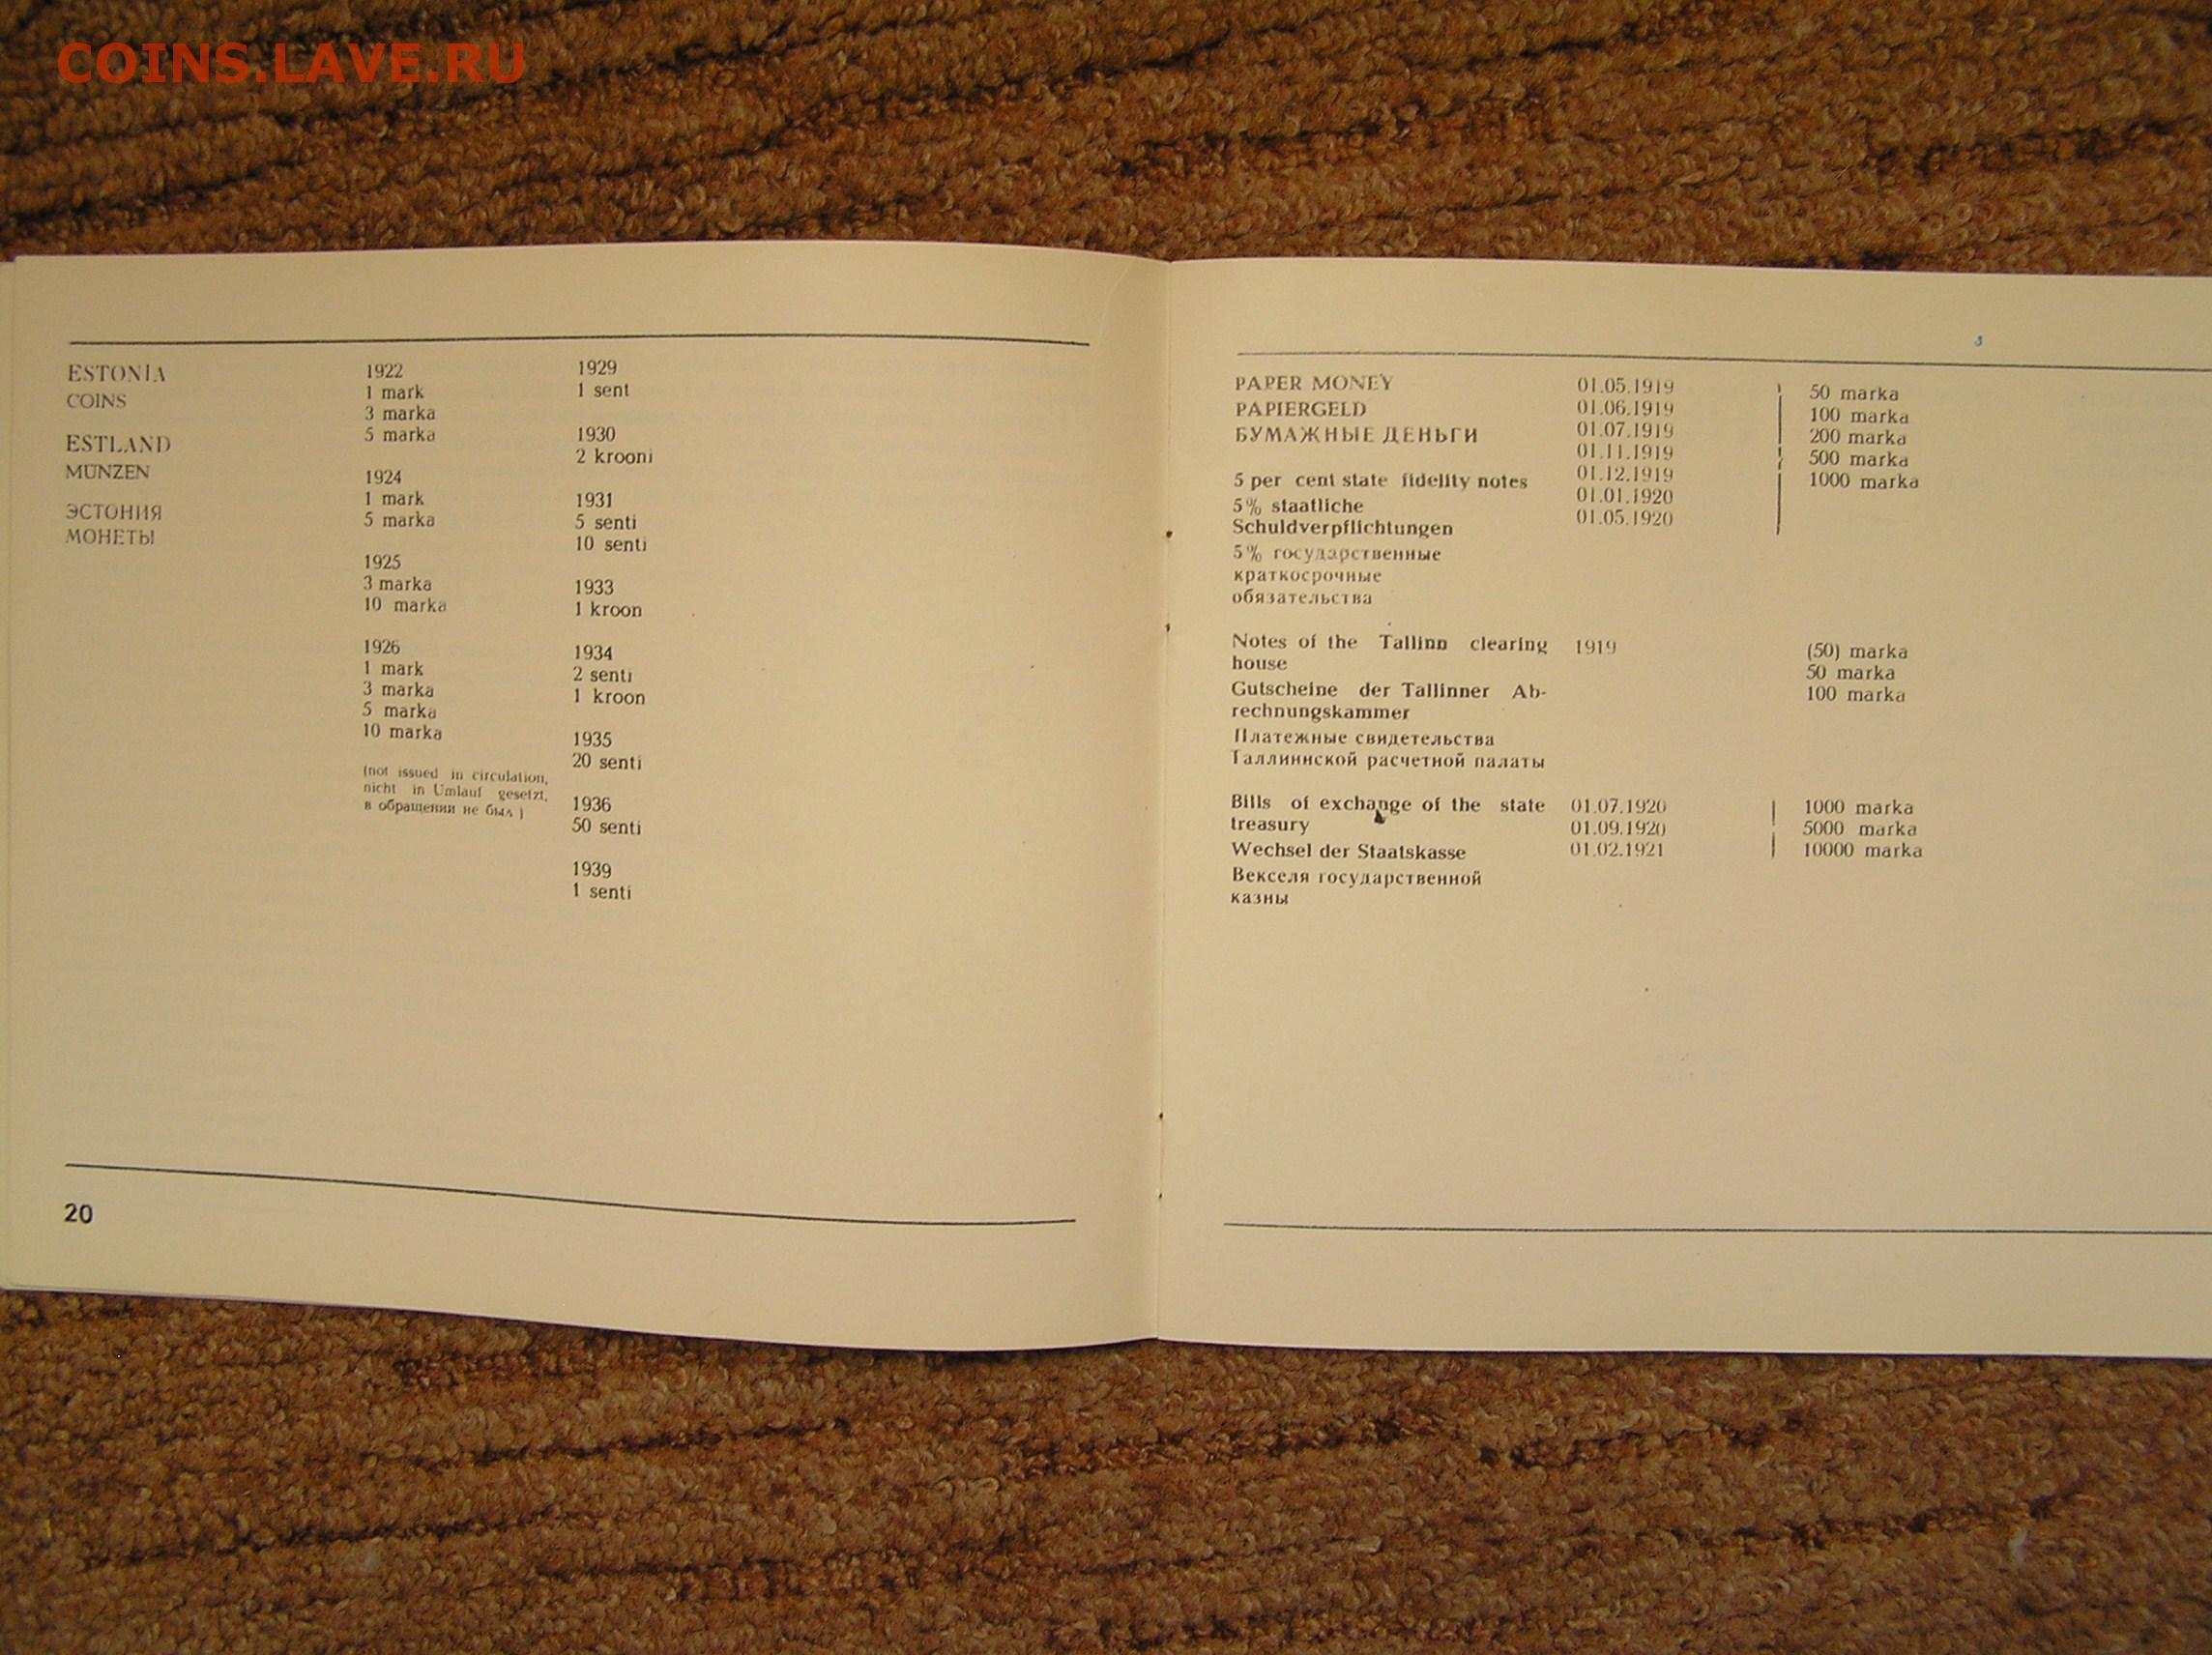 COINS.LAVE.RU
ESTONIA
COINS
ESTLAND
MÜNZEN
ЭСТОНИЯ
МОНЕТЫ
1922
1 mark
3 marka
5 marka
1924
1 mark
5 marka
1925
3 marka
10 marka
1926
1 mark
3 marka
5 marka
10 marka
(not issued in circulation,
nicht in Umlauf gesetzt,
в обращении не был)
1929
1 sent
1930
2 krooni
1931
5 senti
10 senti
1933
1 kroon
1934
2 senti
1 kroon
1935
20 senti
1936
50 senti
1939
1 senti
20
PAPER MONEY
PAPIERGELD
БУМАЖНЫЕ ДЕНЬГИ
5 per cent state fidelity notes
5% staatliche
Schuldverpflichtungen
5% государственные
краткосрочные
обязательства
01.05.1919
01.06.1919
01.07.1919
01.11.1919
01.12.1919
01.01.1920
01.05.1920
50 marka
100 marka
200 marka
500 marka
1000 marka
Notes of the Tallinn clearing
house
Gutscheine der Tallinner Ab-
rechnungskammer
Платежные свидетельства
Таллиннской расчетной палаты
1919
(50) marka
50 marka
100 marka
Bills of exchange of the state
treasury
Wechsel der Staatskasse
Векселя государственной
казны
01.07.1920
01.09.1920
01.02.1921
1000 marka
5000 marka
10000 marka